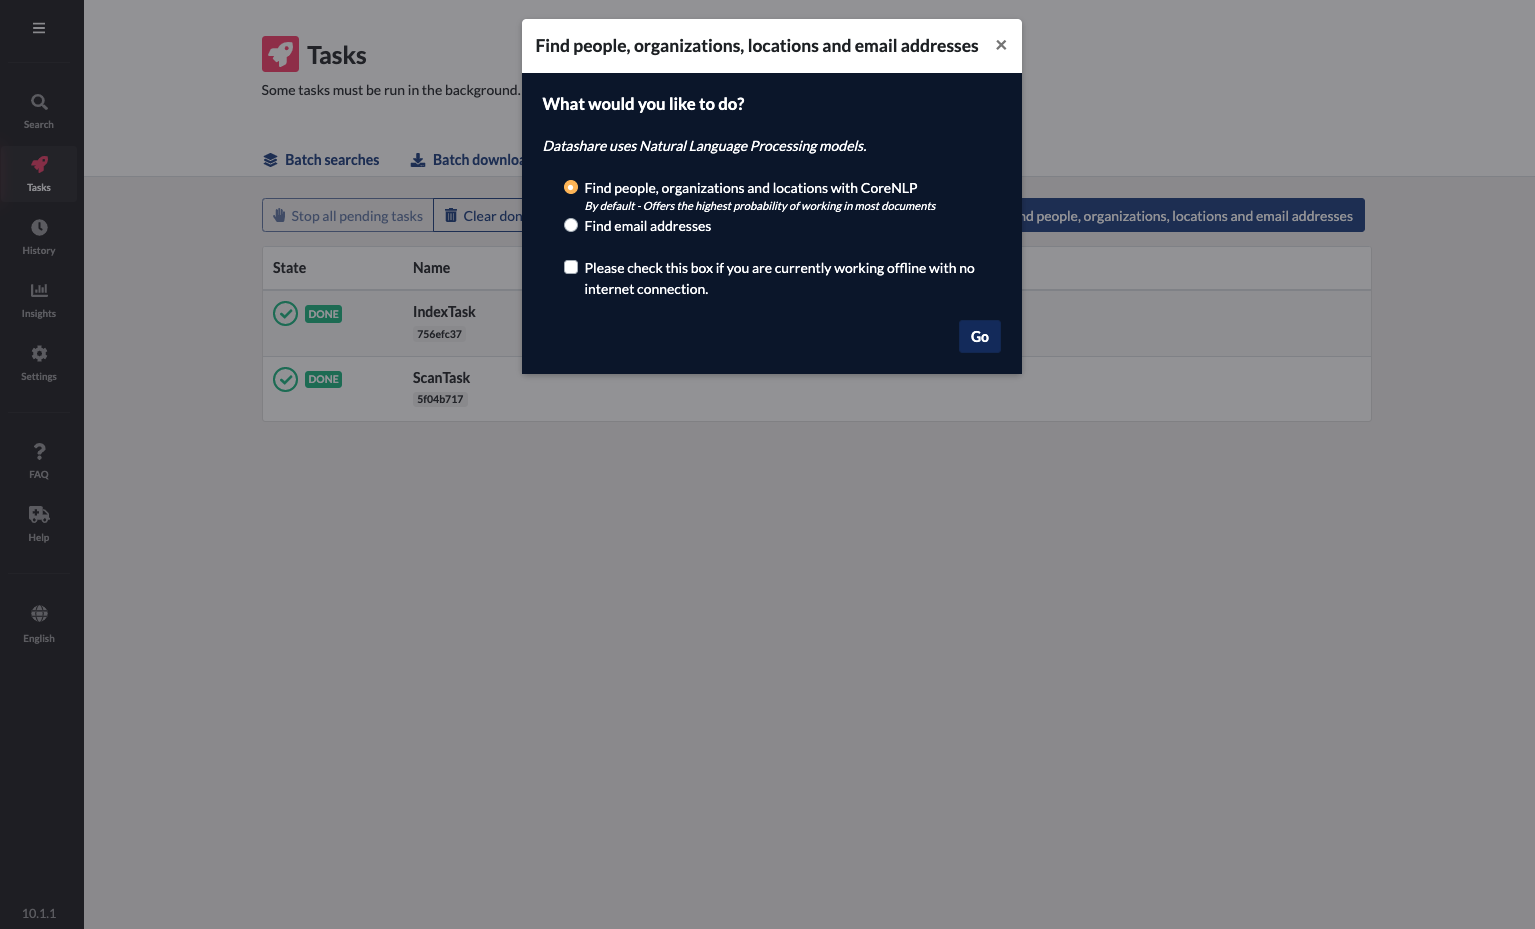 Find people, organizations, locations and email addresses
×
What would you like to do?
Datashare uses Natural Language Processing models.
Find people, organizations and locations with CoreNLP
By default - Offers the highest probability of working in most documents
Find email addresses
Please check this box if you are currently working offline with no
internet connection.
Go
Search
Tasks
History
Insights
Settings
FAQ
Help
English
10.1.1
Tasks
Some tasks must be run in the background.
Batch searches
Batch
Stop all pending tasks
Clear
people, organizations, locations and email addresses
State
Name
DONE
IndexTask
756efc37
DONE
ScanTask
5f04b717